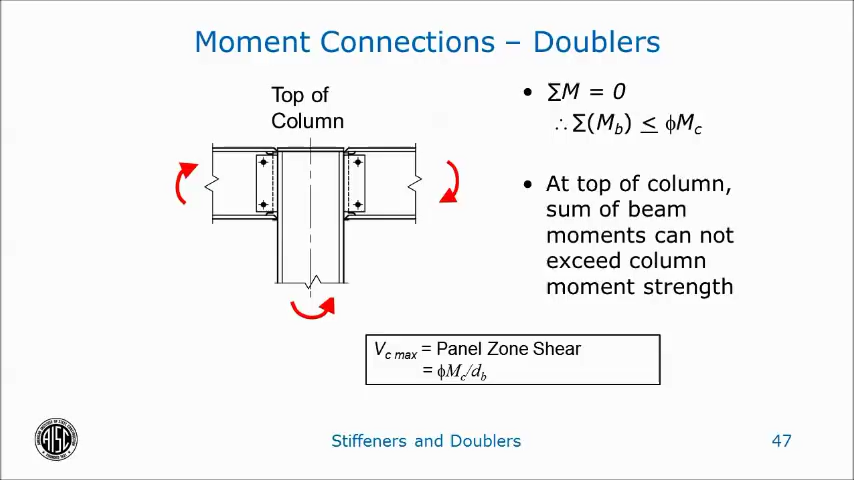 Moment Connections – Doublers
Top of
Column
• ∑M = 0
∴ ∑(Mb) ≤ ϕMc
• At top of column,
sum of beam
moments can not
exceed column
moment strength
Vc max = Panel Zone Shear
= ϕMc/db
AISC
Stiffeners and Doublers
47